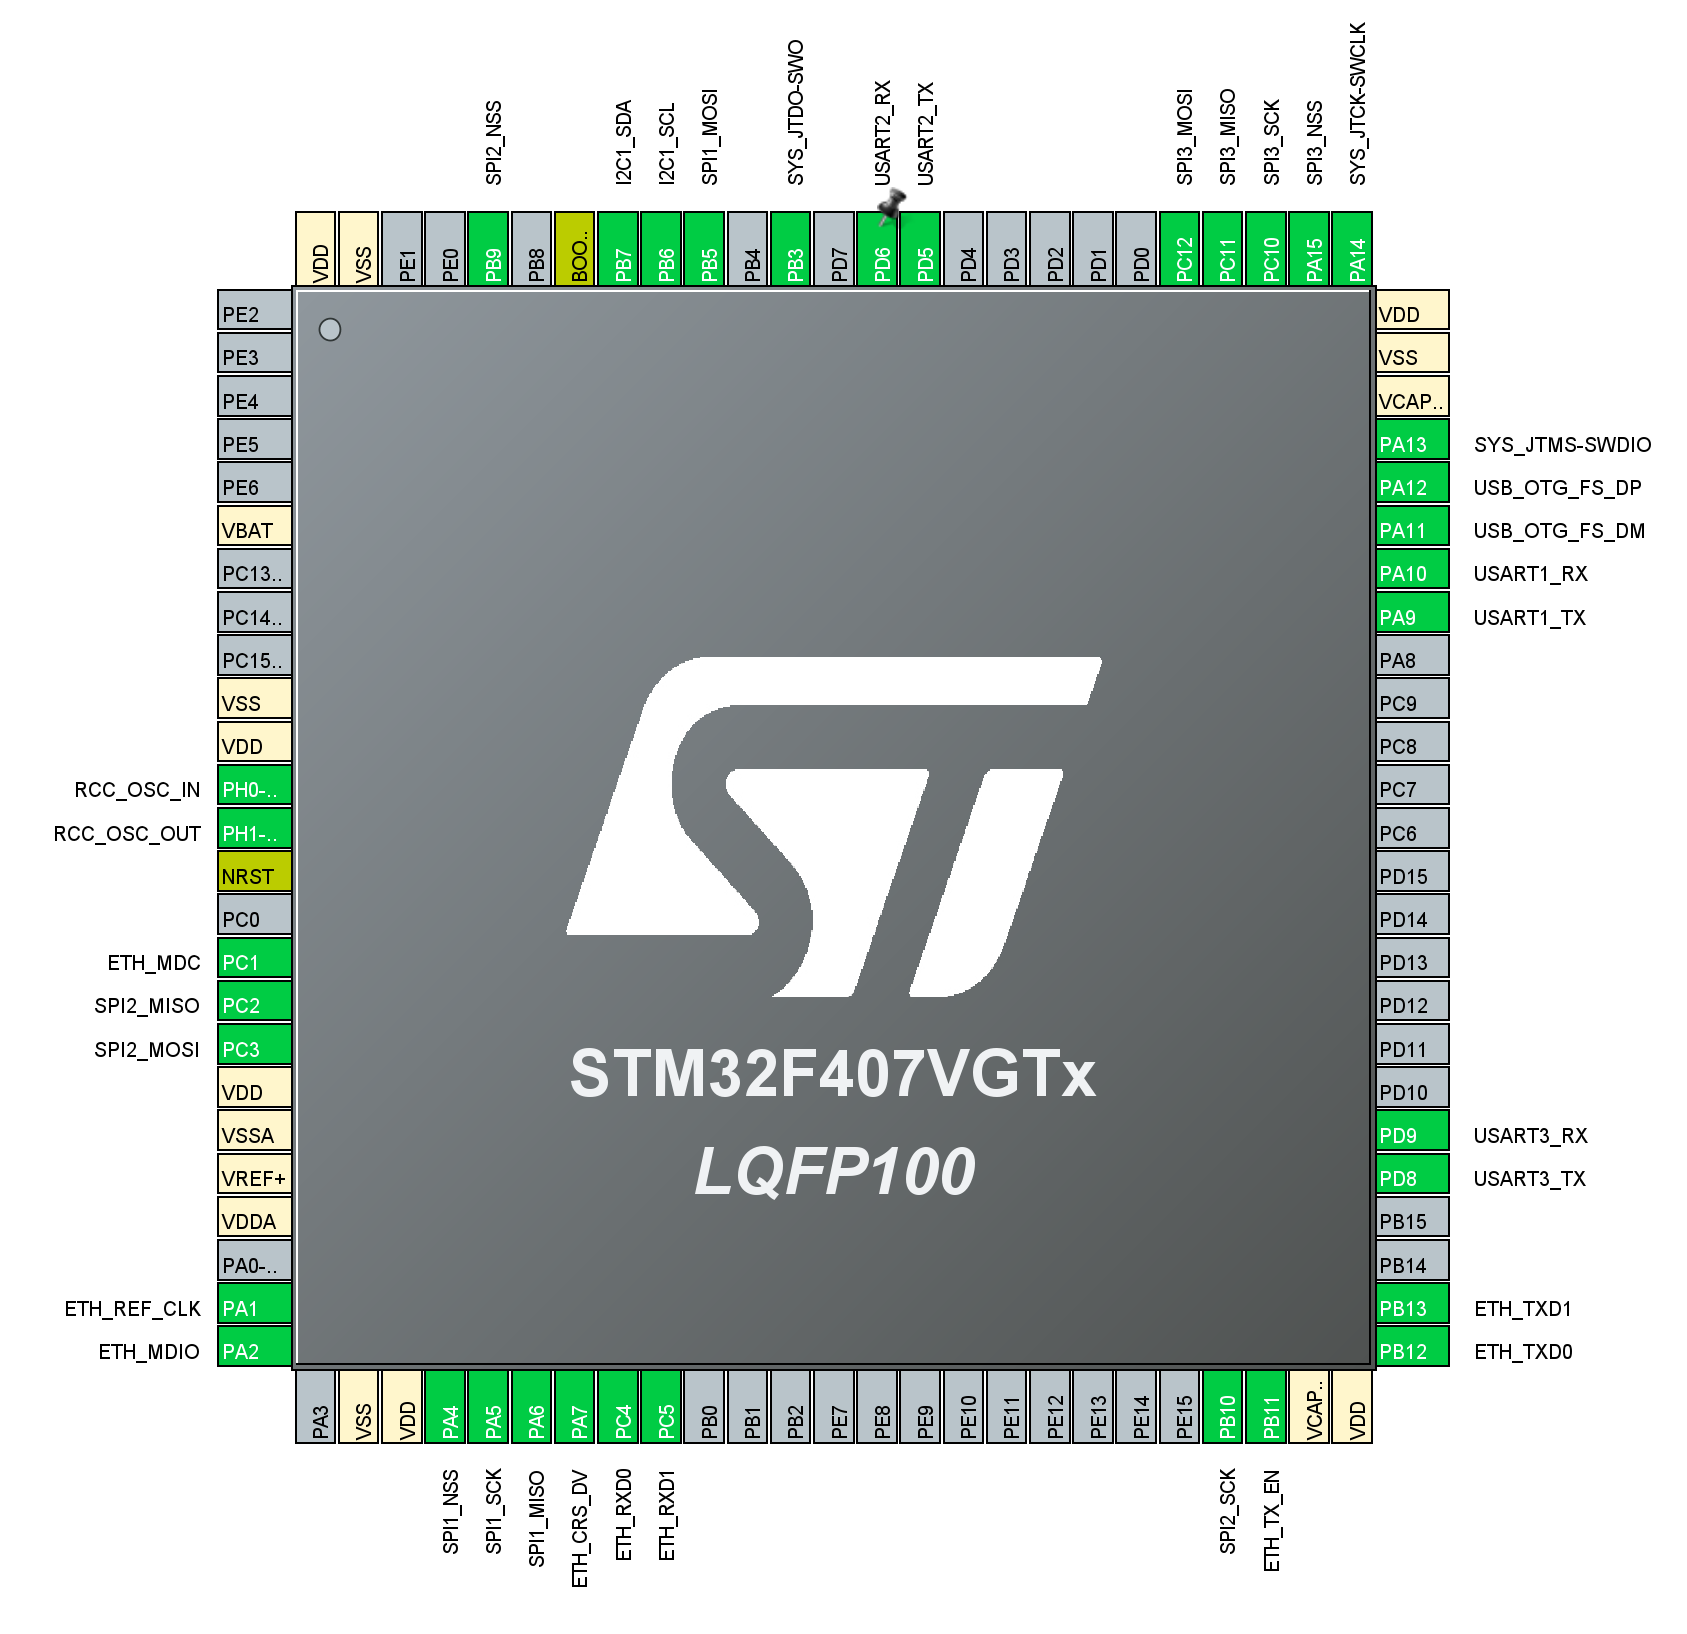 SPI2_NSS
I2C1_SDA
I2C1_SCL
SPI1_MOSI
SYS_JTDO-SWO
USART2_RX
USART2_TX
SPI3_MOSI
SPI3_MISO
SPI3_SCK
SPI3_NSS
SYS_JTCK-SWCLK
VDD
VSS
PE1
PE0
PB9
PB8
BOO..
PB7
PB6
PB5
PB4
PB3
PD7
PD6
PD5
PD4
PD3
PD2
PD1
PD0
PC12
PC11
PC10
PA15
PA14
PE2
PE3
PE4
PE5
PE6
VBAT
PC13..
PC14..
PC15..
VSS
VDD
RCC_OSC_IN PH0-..
RCC_OSC_OUT PH1-..
NRST
PC0
ETH_MDC PC1
SPI2_MISO PC2
SPI2_MOSI PC3
VDD
VSSA
VREF+
VDDA
PA0-..
ETH_REF_CLK PA1
ETH_MDIO PA2
STM32F407VGTx
LQFP100
VDD
VSS
VCAP..
PA13 SYS_JTMS-SWDIO
PA12 USB_OTG_FS_DP
PA11 USB_OTG_FS_DM
PA10 USART1_RX
PA9 USART1_TX
PA8
PC9
PC8
PC7
PC6
PD15
PD14
PD13
PD12
PD11
PD10
PD9 USART3_RX
PD8 USART3_TX
PB15
PB14
PB13 ETH_TXD1
PB12 ETH_TXD0
PA3
VSS
VDD
PA4
PA5
PA6
PA7
PC4
PC5
PB0
PB1
PB2
PE7
PE8
PE9
PE10
PE11
PE12
PE13
PE14
PE15
PB10
PB11
VCAP..
VDD
SPI1_NSS
SPI1_SCK
SPI1_MISO
ETH_CRS_DV
ETH_RXD0
ETH_RXD1
SPI2_SCK
ETH_TX_EN